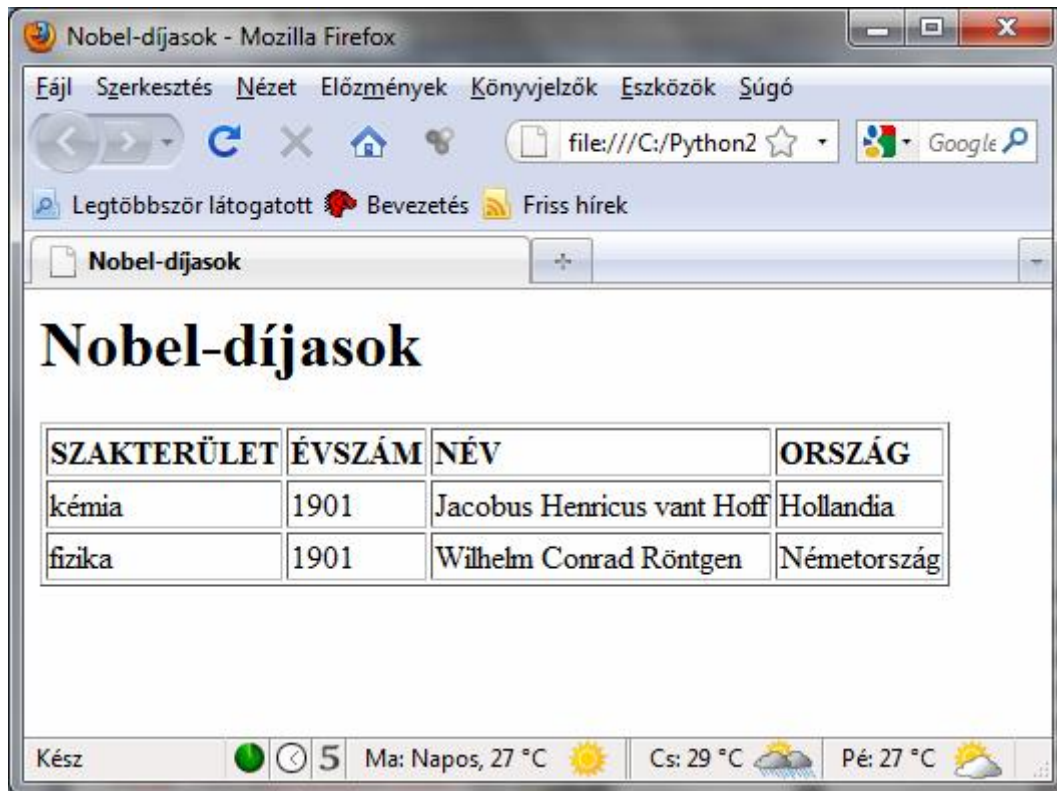 Nobel-díjasok - Mozilla Firefox
Fájl Szerkesztés Nézet Előzmények Könyvjelzők Eszközök Súgó
file:///C:/Python2 Google
Legtöbbször látogatott Bevezetés Friss hírek
Nobel-díjasok
Nobel-díjasok
SZAKTERÜLET ÉVSZÁM NÉV ORSZÁG
kémia 1901 Jacobus Henricus vant Hoff Hollandia
fizika 1901 Wilhelm Conrad Röntgen Németország
Kész 5 Ma: Napos, 27 °C Cs: 29 °C Pé: 27 °C